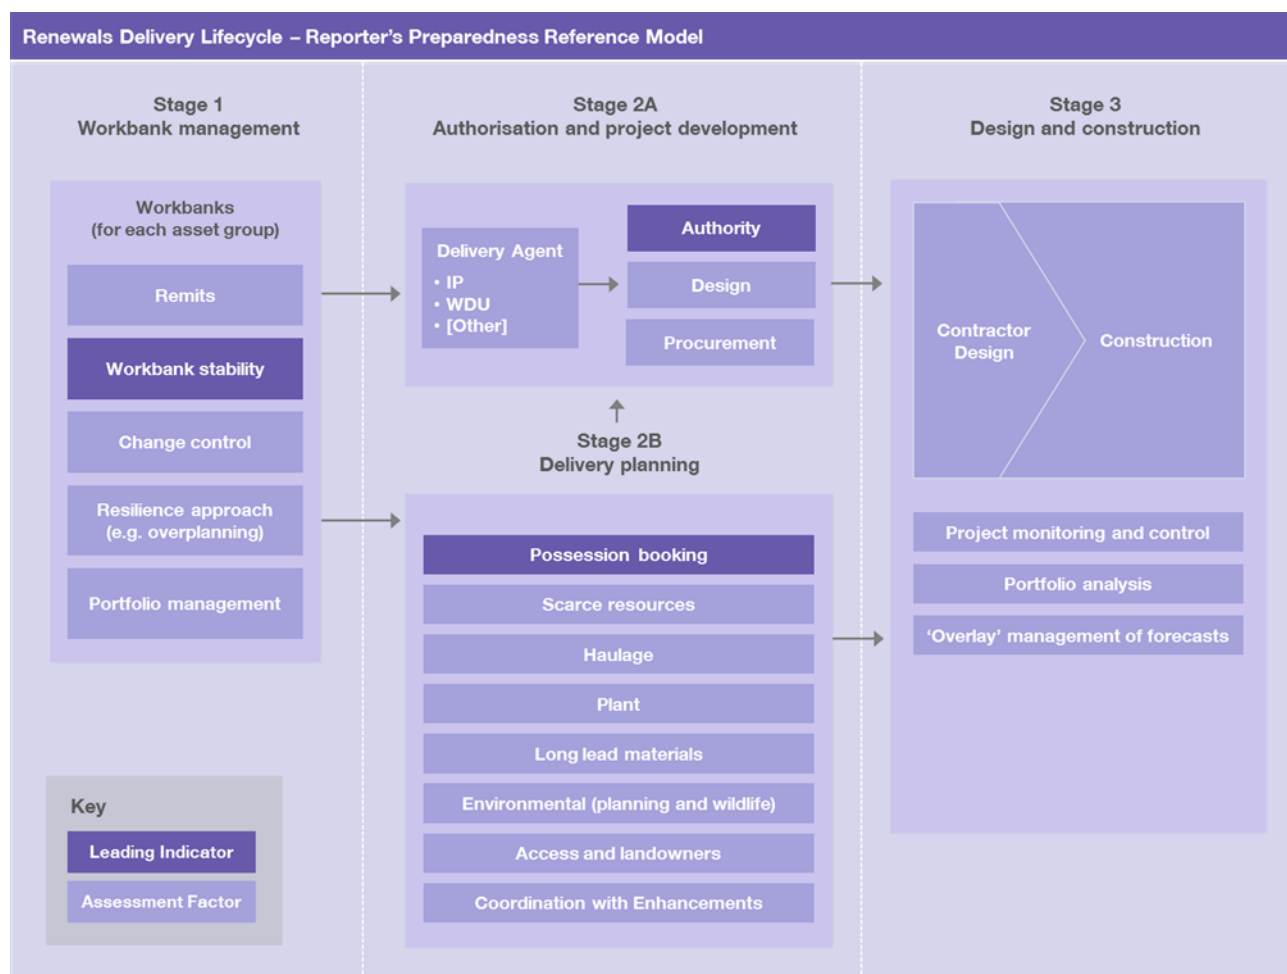 Renewals Delivery Lifecycle – Reporter's Preparedness Reference Model
Stage 1
Workbank management
Workbanks
(for each asset group)
Remits
Workbank stability
Change control
Resilience approach
(e.g. overplanning)
Portfolio management
Key
Leading Indicator
Assessment Factor
Stage 2A
Authorisation and project development
Delivery Agent
• IP
• WDU
• [Other]
Authority
Design
Procurement
Stage 2B
Delivery planning
Possession booking
Scarce resources
Haulage
Plant
Long lead materials
Environmental (planning and wildlife)
Access and landowners
Coordination with Enhancements
Stage 3
Design and construction
Contractor
Design
Construction
Project monitoring and control
Portfolio analysis
‘Overlay’ management of forecasts